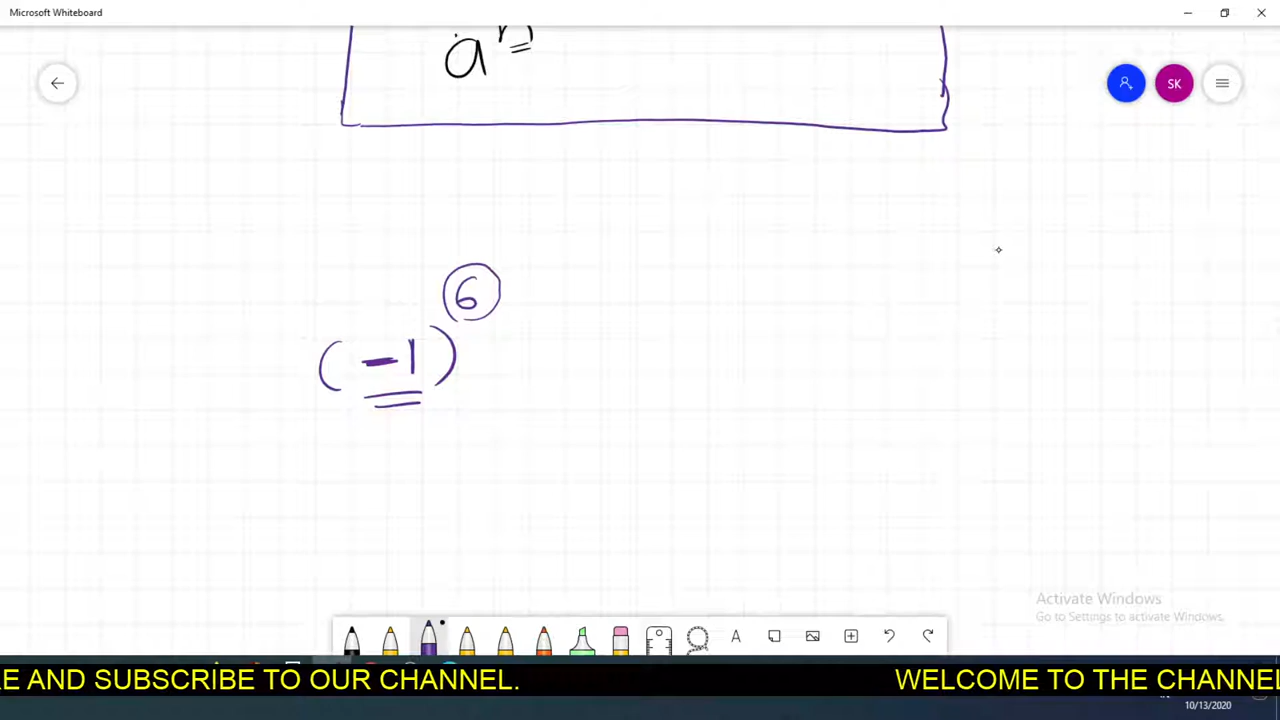 Microsoft Whiteboard
SK
(-1)^6
A
Activate Windows
Go to Settings to activate Windows.
E AND SUBSCRIBE TO OUR CHANNEL.
WELCOME TO THE CHANNEL
10/13/2020